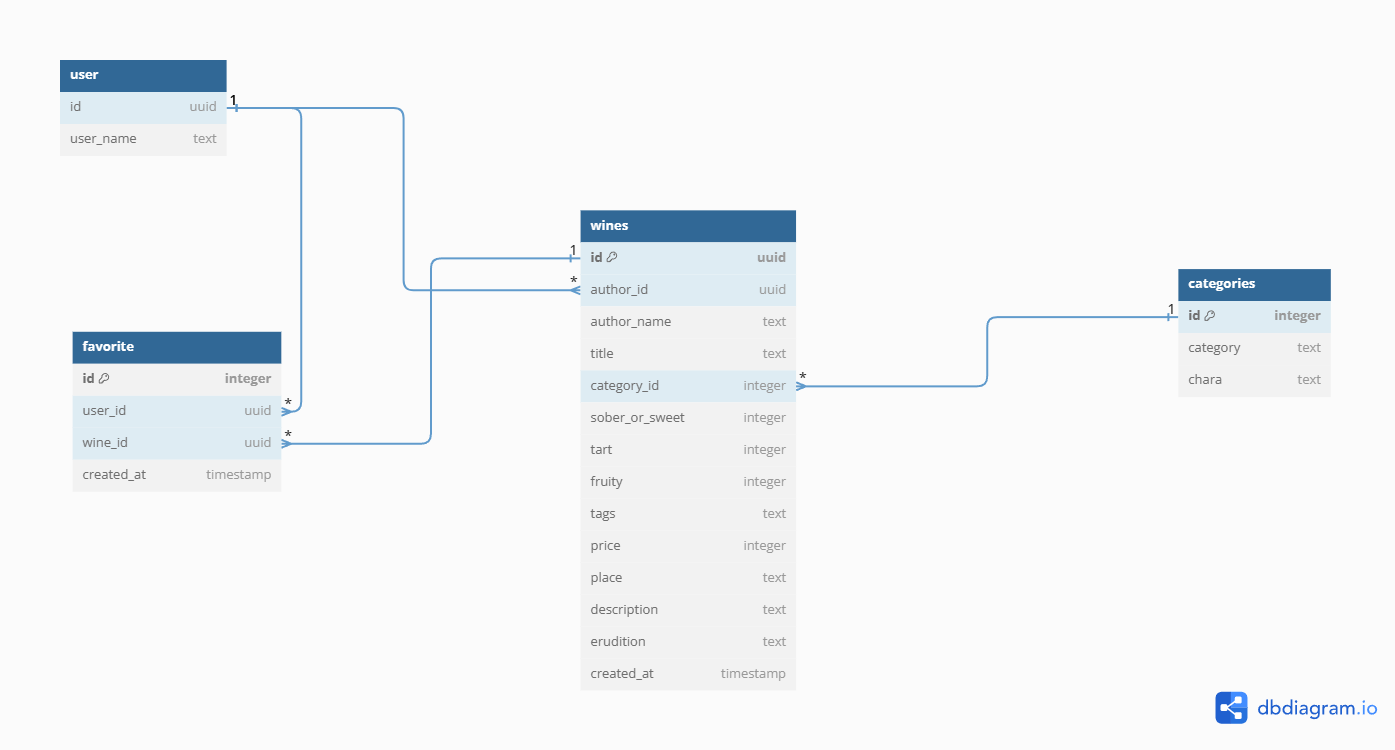 user
1
id uuid
user_name text
wines
1
id uuid
*
author_id uuid
author_name text
title text
*
category_id integer
sober_or_sweet integer
tart integer
fruity integer
tags text
price integer
place text
description text
erudition text
created_at timestamp
categories
1
id integer
category text
chara text
favorite
id integer
*
user_id uuid
*
wine_id uuid
created_at timestamp
dbdiagram.io